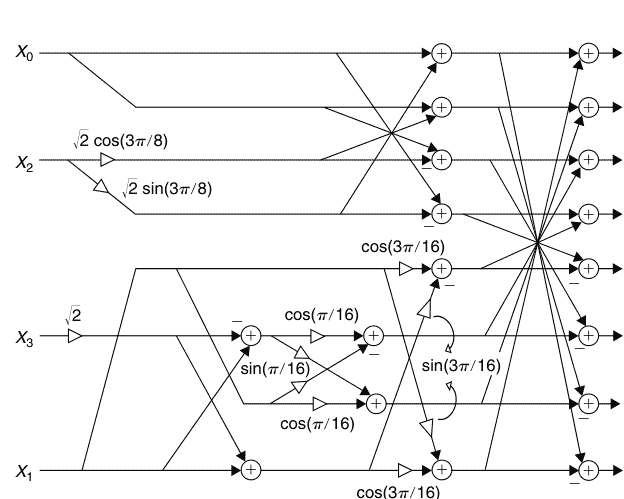 X₀
√2 cos(3π/8)
X₂
√2 sin(3π/8)
cos(3π/16)
√2
cos(π/16)
X₃
sin(π/16)
sin(3π/16)
cos(π/16)
X₁
cos(3π/16)